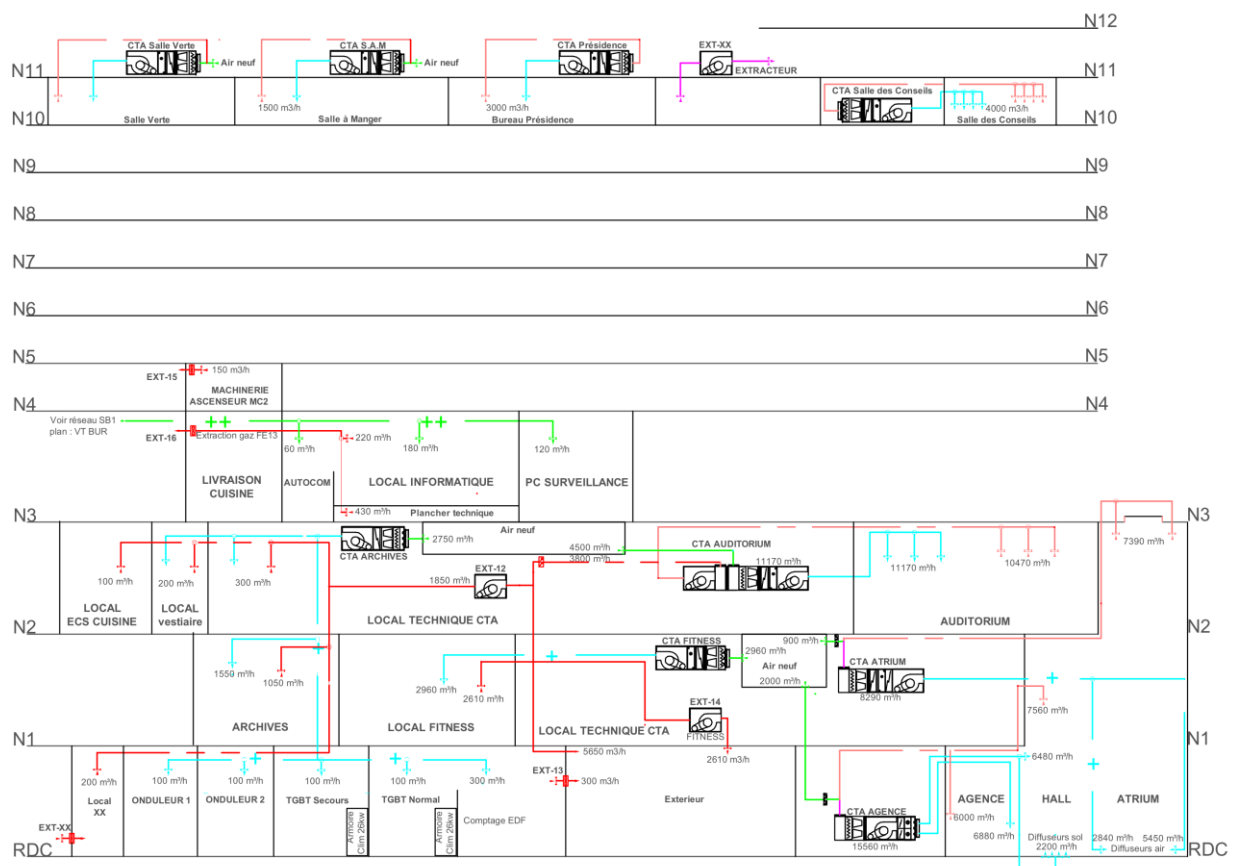 N12
CTA Salle Verte
CTA S.A.M
CTA Présidence
EXT-XX
Air neuf
Air neuf
EXTRACTEUR
N11
N11
CTA Salle des Conseils
1500 m3/h
3000 m3/h
4000 m3/h
N10
Salle Verte
Salle à Manger
Bureau Présidence
Salle des Conseils
N10
N9
N9
N8
N8
N7
N7
N6
N6
N5
N5
EXT-15
150 m3/h
MACHINERIE
ASCENSEUR MC2
N4
N4
Voir réseau SB1
plan : VT BUR
EXT-16
Extraction gaz FE13
220 m³/h
60 m³/h
180 m³/h
120 m³/h
LIVRAISON
CUISINE
AUTOCOM
LOCAL INFORMATIQUE
PC SURVEILLANCE
430 m³/h
Plancher technique
N3
N3
Air neuf
2750 m³/h
CTA ARCHIVES
4500 m³/h
3800 m³/h
CTA AUDITORIUM
11170 m³/h
7390 m³/h
100 m³/h
200 m³/h
300 m³/h
1850 m³/h
EXT-12
11170 m³/h
10470 m³/h
LOCAL
ECS CUISINE
LOCAL
vestiaire
LOCAL TECHNIQUE CTA
AUDITORIUM
N2
N2
CTA FITNESS
2960 m³/h
900 m³/h
Air neuf
2000 m³/h
CTA ATRIUM
8290 m³/h
1550 m³/h
1050 m³/h
2960 m³/h
2610 m³/h
7560 m³/h
EXT-14
FITNESS
ARCHIVES
LOCAL FITNESS
LOCAL TECHNIQUE CTA
N1
N1
5650 m3/h
2610 m3/h
6480 m³/h
EXT-13
300 m3/h
200 m³/h
100 m³/h
100 m³/h
100 m³/h
100 m³/h
300 m³/h
Local
XX
ONDULEUR 1
ONDULEUR 2
TGBT Secours
TGBT Normal
Exterieur
AGENCE
HALL
ATRIUM
Armoire
Clim 26kw
Armoire
Clim 26kw
Comptage EDF
CTA AGENCE
15560 m³/h
6000 m³/h
6880 m³/h
EXT-XX
Diffuseurs sol
2200 m³/h
2840 m³/h
5450 m³/h
Diffuseurs air
RDC
RDC